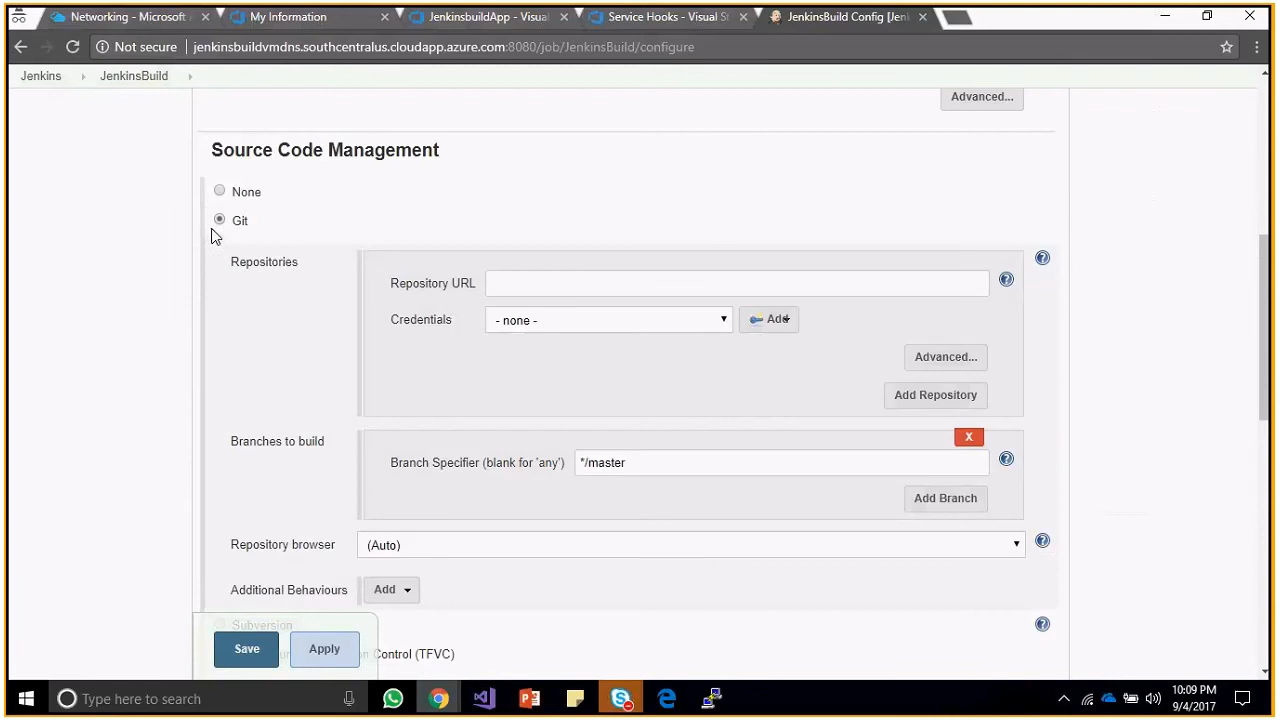 Networking - Microsoft
My Information
JenkinsbuildApp - Visual
Service Hooks - Visual S
JenkinsBuild Config [Jenk
Not secure
jenkinsbuildvmdns.southcentralus.cloudapp.azure.com:8080/job/JenkinsBuild/configure
Jenkins
JenkinsBuild
Advanced...
Source Code Management
None
Git
Repositories
Repository URL
Credentials
- none -
Add
Advanced...
Add Repository
Branches to build
X
Branch Specifier (blank for 'any')
*/master
Add Branch
Repository browser
(Auto)
Additional Behaviours
Add
Subversion
Save
Apply
Control (TFVC)
Type here to search
10:09 PM
9/4/2017